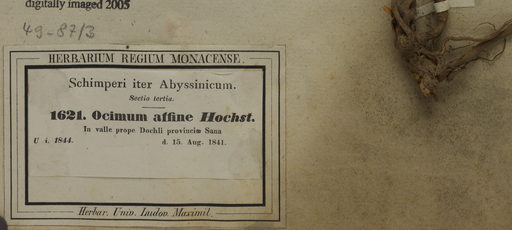 digitally imaged 2005
49-87/3
HERBARIUM REGIUM MONACENSE.
Schimperi iter Abyssinicum.
Sectio tertia.
1621. Ocimum affine Hochst.
In valle prope Dochli provinciæ Sana
U i. 1844. d. 15. Aug. 1841.
Herbar. Univ. Ludov. Maximil.